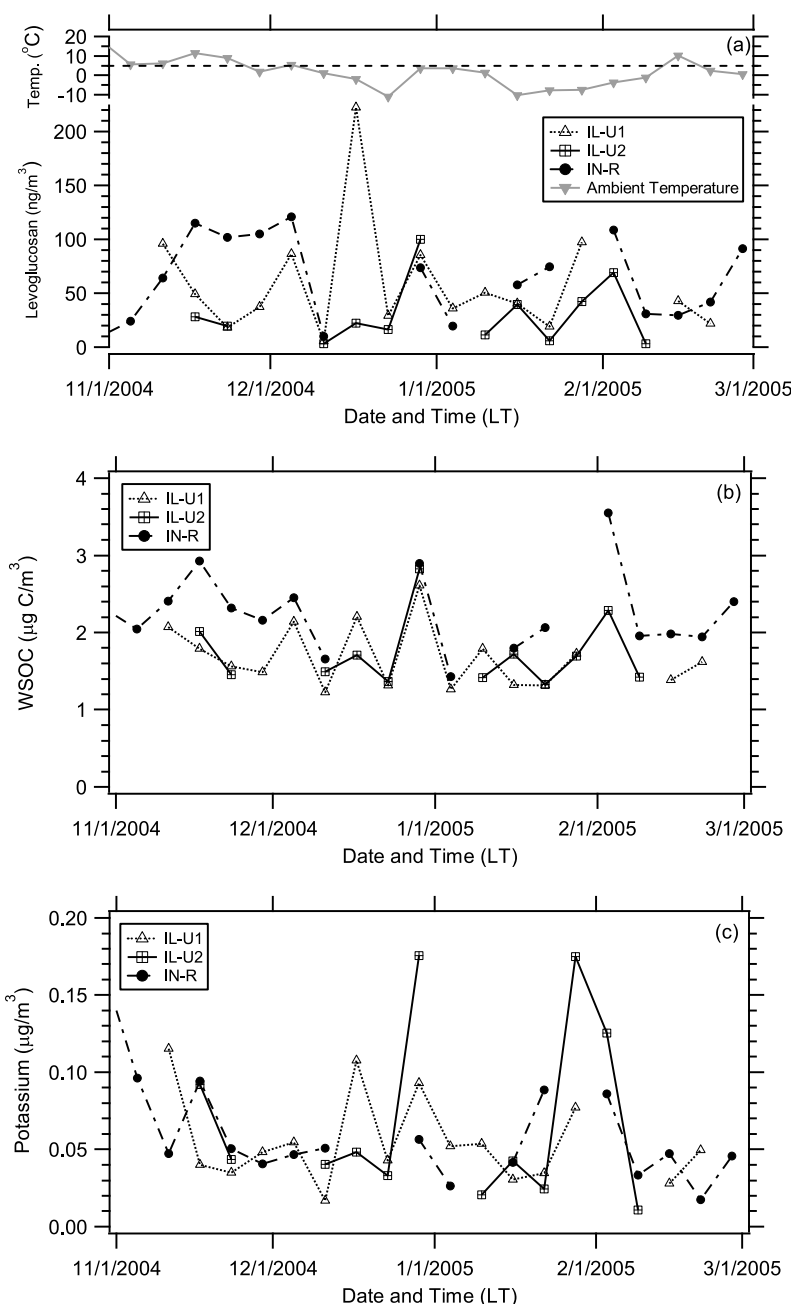 (a)
Temp. (°C)
20
10
0
-10
Levoglucosan (ng/m³)
200
150
100
50
0
IL-U1
IL-U2
IN-R
Ambient Temperature
11/1/2004 12/1/2004 1/1/2005 2/1/2005 3/1/2005
Date and Time (LT)
(b)
WSOC (µg C/m³)
4
3
2
1
0
IL-U1
IL-U2
IN-R
11/1/2004 12/1/2004 1/1/2005 2/1/2005 3/1/2005
Date and Time (LT)
(c)
Potassium (µg/m³)
0.20
0.15
0.10
0.05
0.00
IL-U1
IL-U2
IN-R
11/1/2004 12/1/2004 1/1/2005 2/1/2005 3/1/2005
Date and Time (LT)